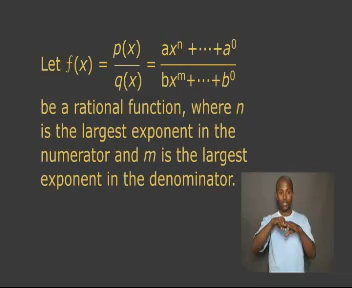 Let f(x) = p(x)/q(x) = axⁿ +⋯+a⁰/bxᵐ+⋯+b⁰
be a rational function, where n
is the largest exponent in the
numerator and m is the largest
exponent in the denominator.